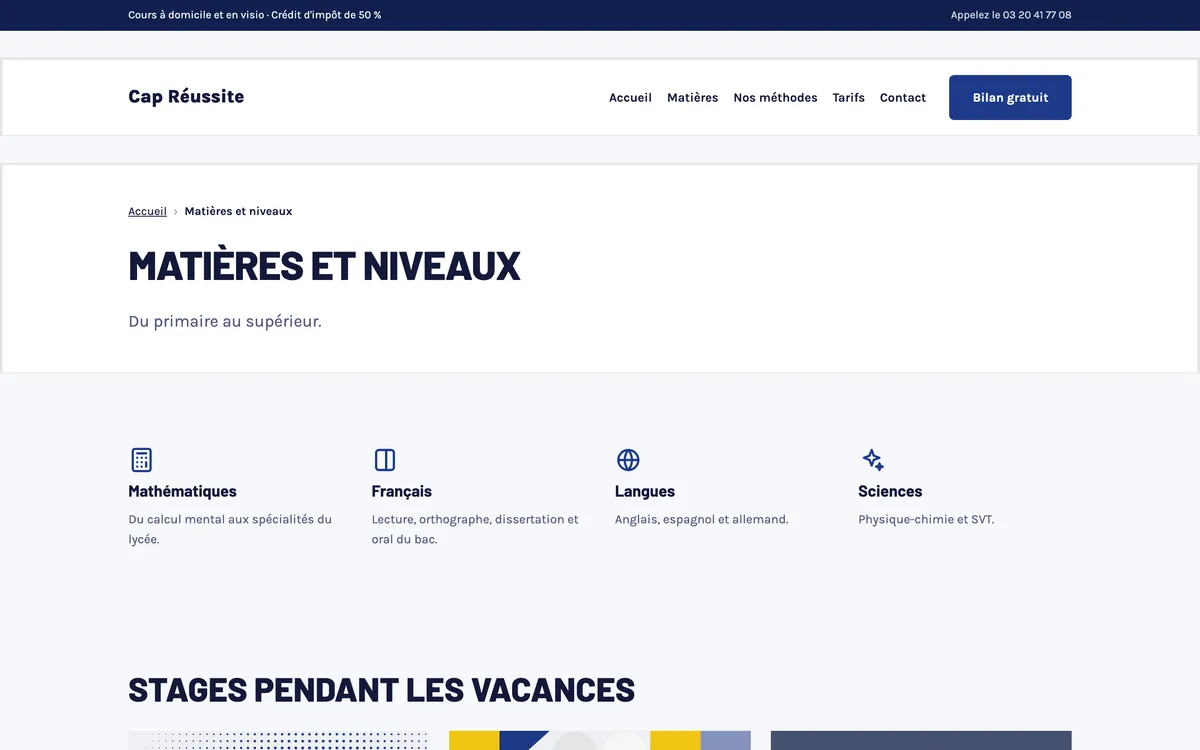 Cours à domicile et en visio · Crédit d'impôt de 50 %
Appelez le 03 20 41 77 08
Cap Réussite
Accueil
Matières
Nos méthodes
Tarifs
Contact
Bilan gratuit
Accueil › Matières et niveaux
MATIÈRES ET NIVEAUX
Du primaire au supérieur.
Mathématiques
Du calcul mental aux spécialités du
lycée.
Français
Lecture, orthographe, dissertation et
oral du bac.
Langues
Anglais, espagnol et allemand.
Sciences
Physique-chimie et SVT.
STAGES PENDANT LES VACANCES